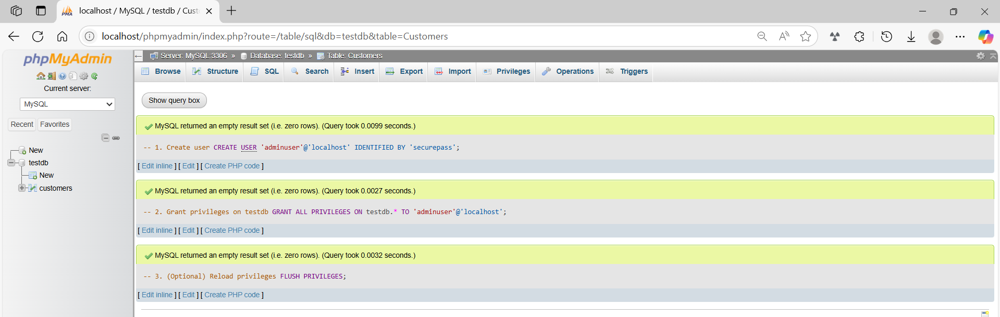 localhost / MySQL / testdb / Cust
localhost/phpmyadmin/index.php?route=/table/sql&db=testdb&table=Customers
phpMyAdmin
Current server:
MySQL
Recent Favorites
New
testdb
New
customers
Server: MySQL:3306 » Database: testdb » Table: Customers
Browse Structure SQL Search Insert Export Import Privileges Operations Triggers
Show query box
MySQL returned an empty result set (i.e. zero rows). (Query took 0.0099 seconds.)
-- 1. Create user CREATE USER 'adminuser'@'localhost' IDENTIFIED BY 'securepass';
[ Edit inline ] [ Edit ] [ Create PHP code ]
MySQL returned an empty result set (i.e. zero rows). (Query took 0.0027 seconds.)
-- 2. Grant privileges on testdb GRANT ALL PRIVILEGES ON testdb.* TO 'adminuser'@'localhost';
[ Edit inline ] [ Edit ] [ Create PHP code ]
MySQL returned an empty result set (i.e. zero rows). (Query took 0.0032 seconds.)
-- 3. (Optional) Reload privileges FLUSH PRIVILEGES;
[ Edit inline ] [ Edit ] [ Create PHP code ]